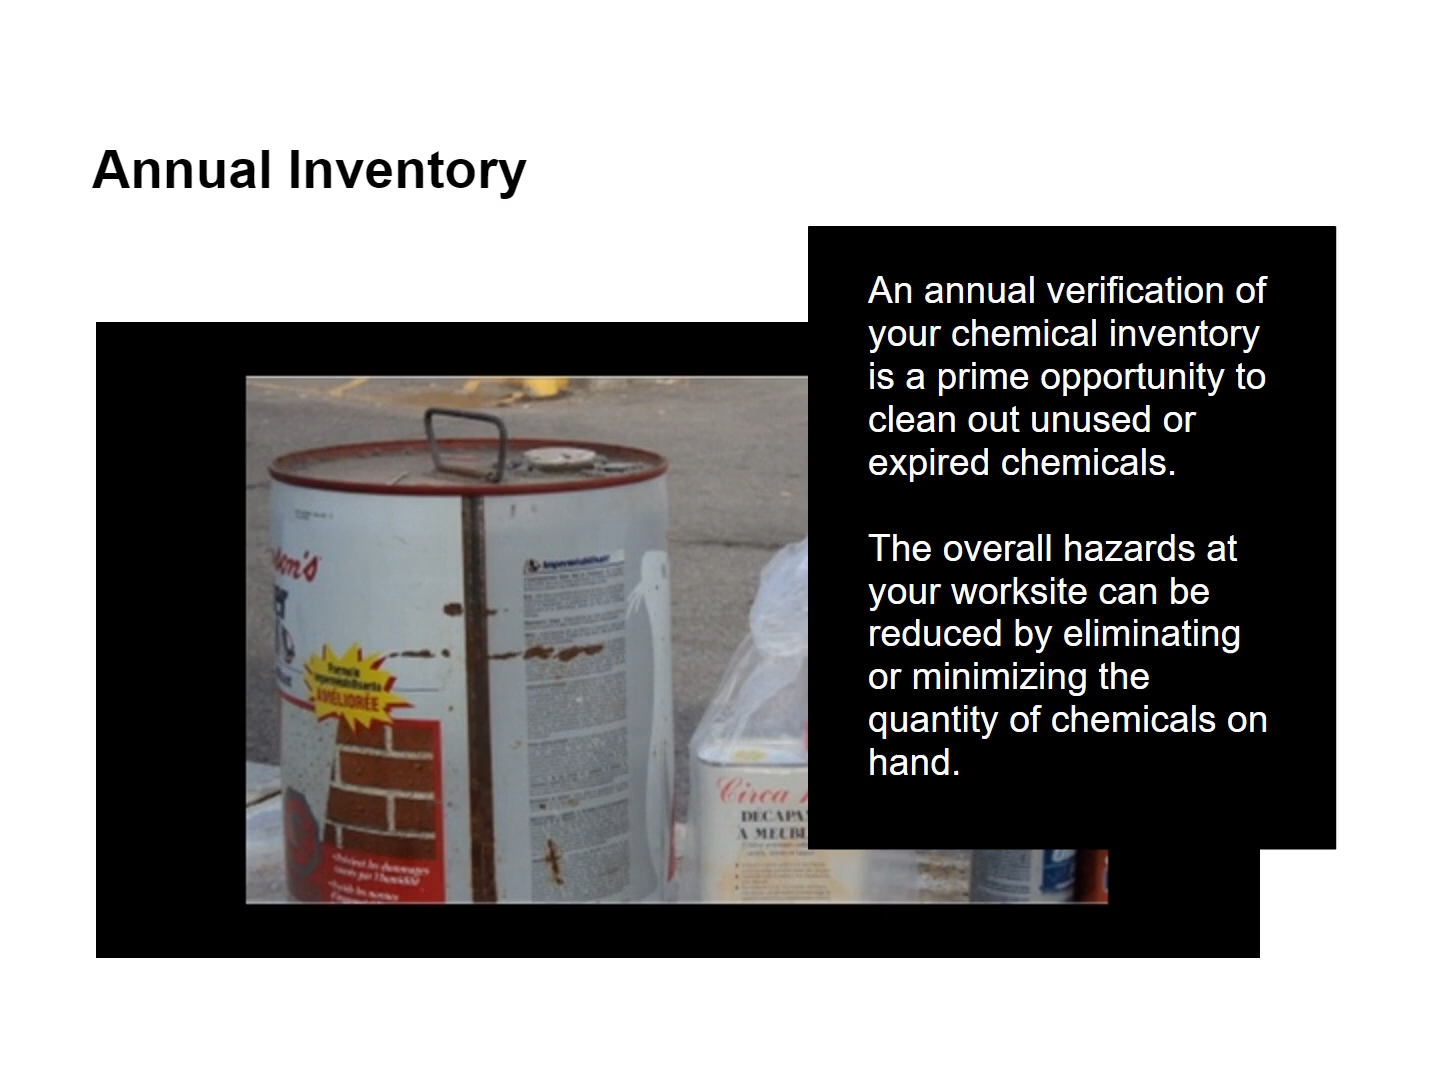 Annual Inventory
An annual verification of
your chemical inventory
is a prime opportunity to
clean out unused or
expired chemicals.
The overall hazards at
your worksite can be
reduced by eliminating
or minimizing the
quantity of chemicals on
hand.
AMÉLIORÉE
Circa
DÉCAPA
À MEUBL